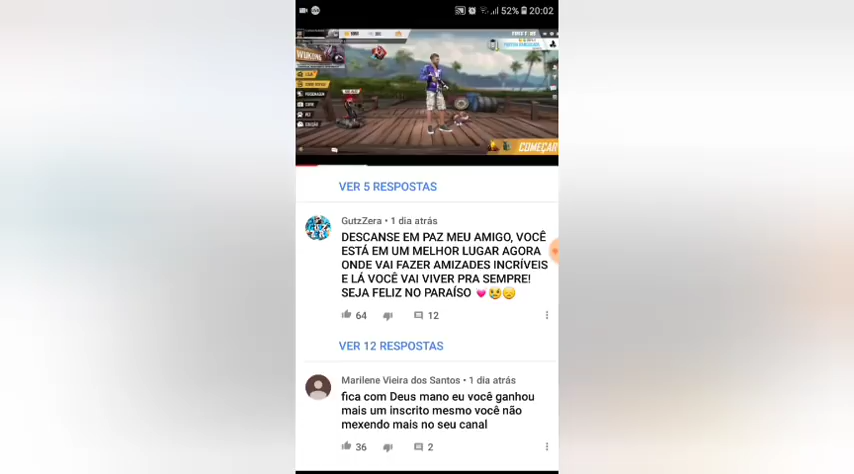 52% 20:02
WUKONG
FREE FIRE
COMEÇAR
VER 5 RESPOSTAS
GutzZera • 1 dia atrás
DESCANSE EM PAZ MEU AMIGO, VOCÊ
ESTÁ EM UM MELHOR LUGAR AGORA
ONDE VAI FAZER AMIZADES INCRÍVEIS
E LÁ VOCÊ VAI VIVER PRA SEMPRE!
SEJA FELIZ NO PARAÍSO 💗😿😞
64 12
VER 12 RESPOSTAS
Marilene Vieira dos Santos • 1 dia atrás
fica com Deus mano eu você ganhou
mais um inscrito mesmo você não
mexendo mais no seu canal
36 2